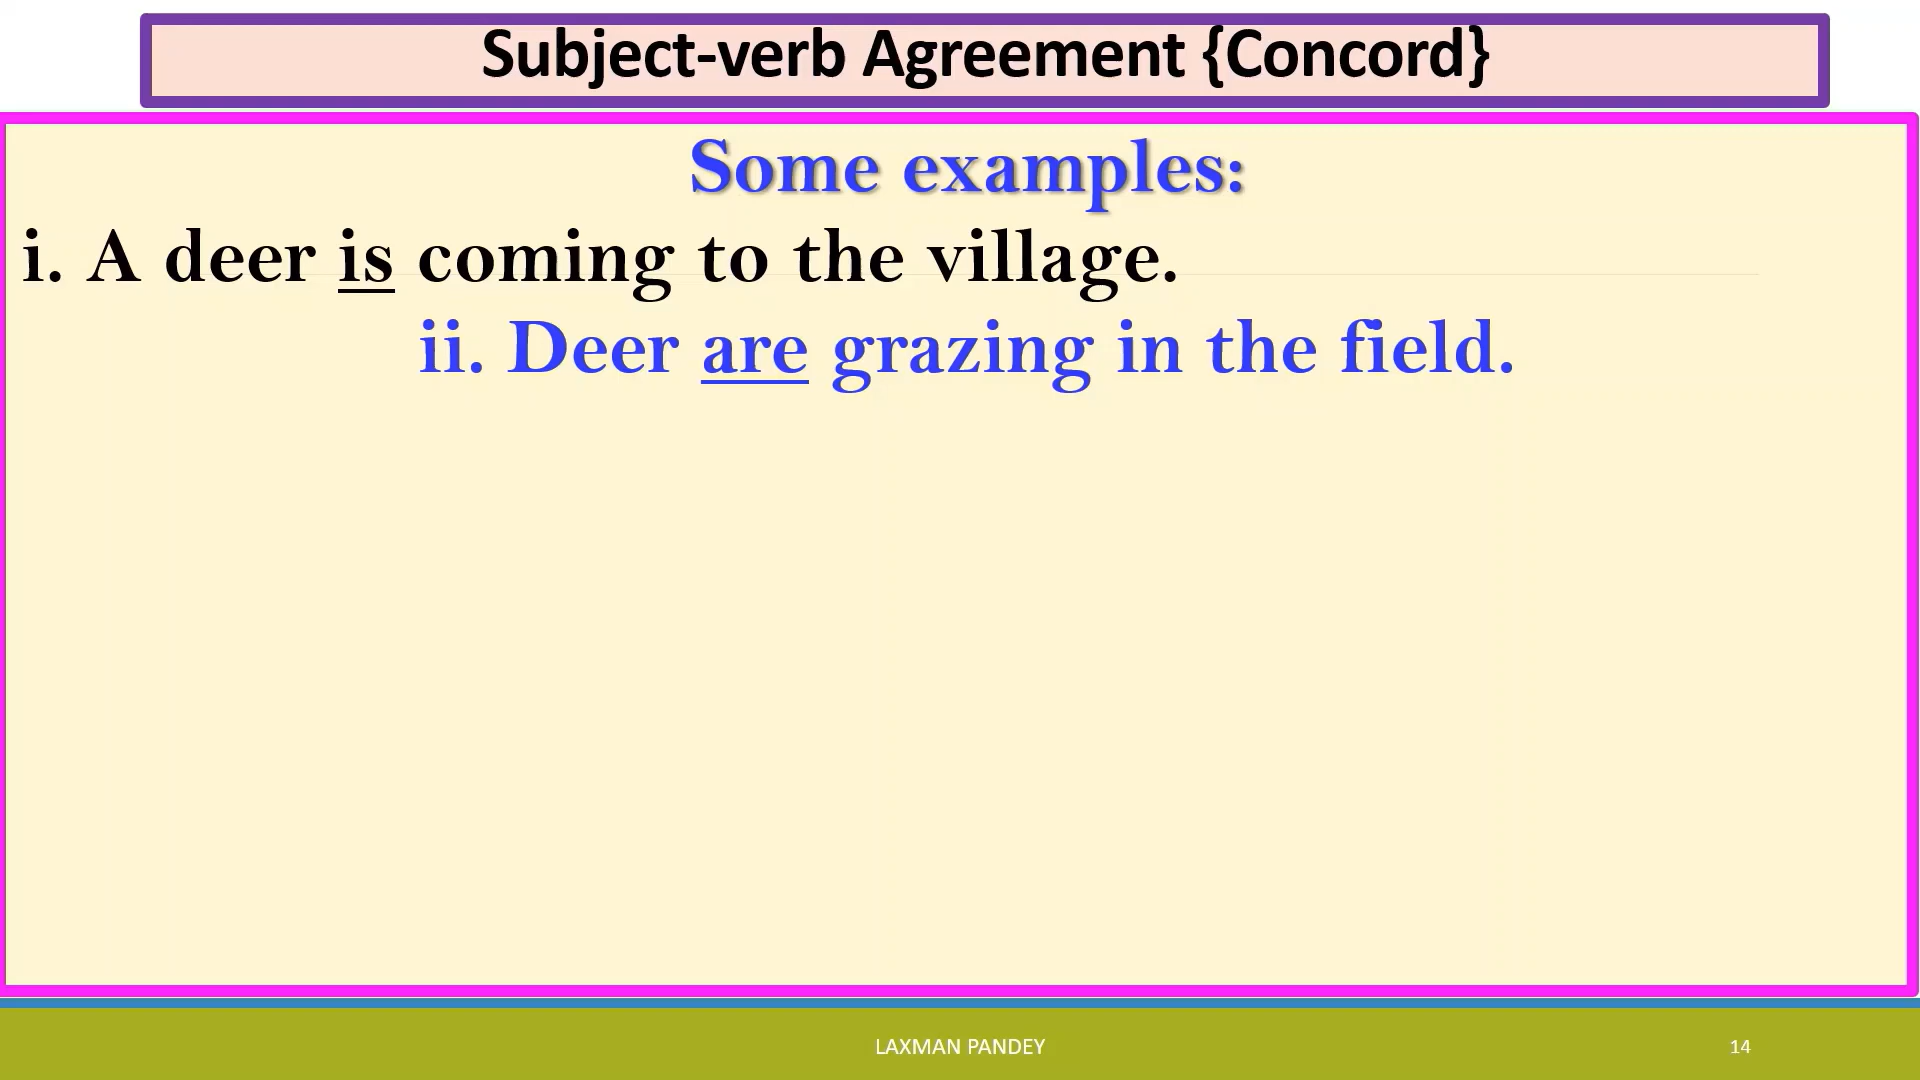 Subject-verb Agreement {Concord}
Some examples:
i. A deer is coming to the village.
ii. Deer are grazing in the field.
LAXMAN PANDEY
14